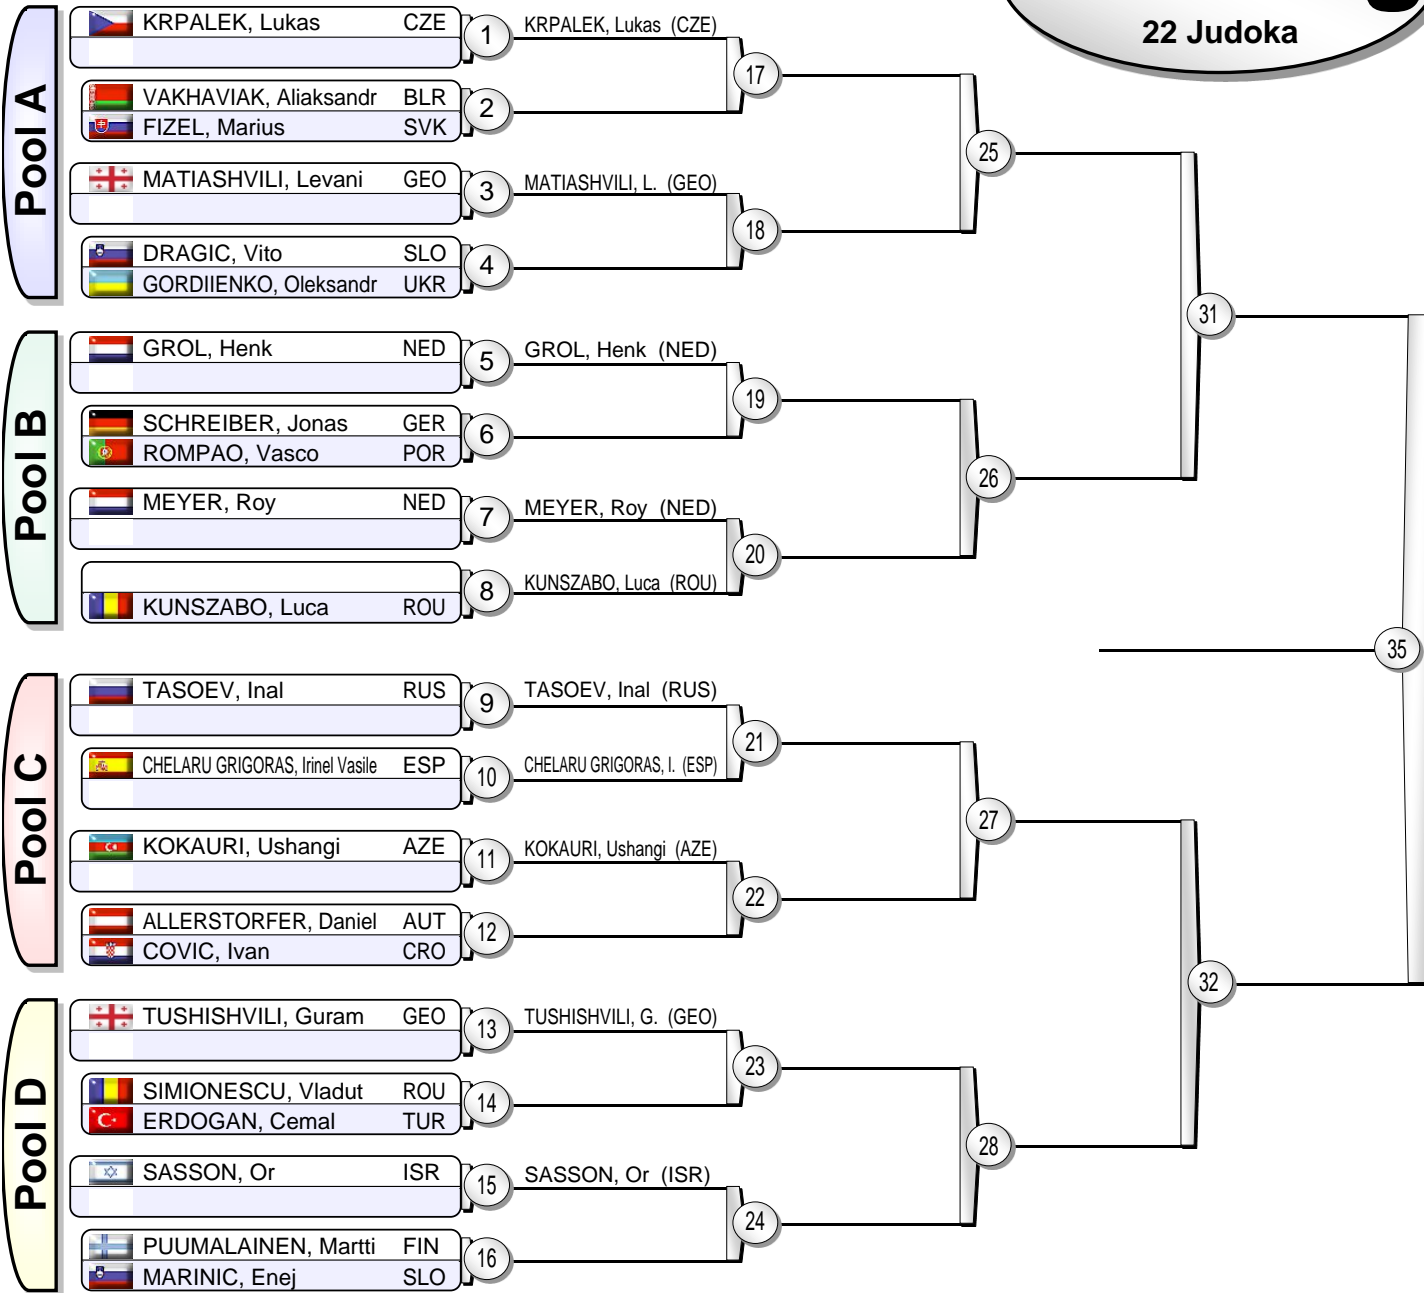 22 Judoka
Pool A
KRPALEK, Lukas CZE
1
KRPALEK, Lukas (CZE)
17
VAKHAVIAK, Aliaksandr BLR
FIZEL, Marius SVK
2
25
MATIASHVILI, Levani GEO
3
MATIASHVILI, L. (GEO)
18
DRAGIC, Vito SLO
GORDIIENKO, Oleksandr UKR
4
31
Pool B
GROL, Henk NED
5
GROL, Henk (NED)
19
SCHREIBER, Jonas GER
ROMPAO, Vasco POR
6
26
MEYER, Roy NED
7
MEYER, Roy (NED)
20
KUNSZABO, Luca ROU
8
KUNSZABO, Luca (ROU)
35
Pool C
TASOEV, Inal RUS
9
TASOEV, Inal (RUS)
21
CHELARU GRIGORAS, Irinel Vasile ESP
10
CHELARU GRIGORAS, I. (ESP)
27
KOKAURI, Ushangi AZE
11
KOKAURI, Ushangi (AZE)
22
ALLERSTORFER, Daniel AUT
COVIC, Ivan CRO
12
32
Pool D
TUSHISHVILI, Guram GEO
13
TUSHISHVILI, G. (GEO)
23
SIMIONESCU, Vladut ROU
ERDOGAN, Cemal TUR
14
28
SASSON, Or ISR
15
SASSON, Or (ISR)
24
PUUMALAINEN, Martti FIN
MARINIC, Enej SLO
16